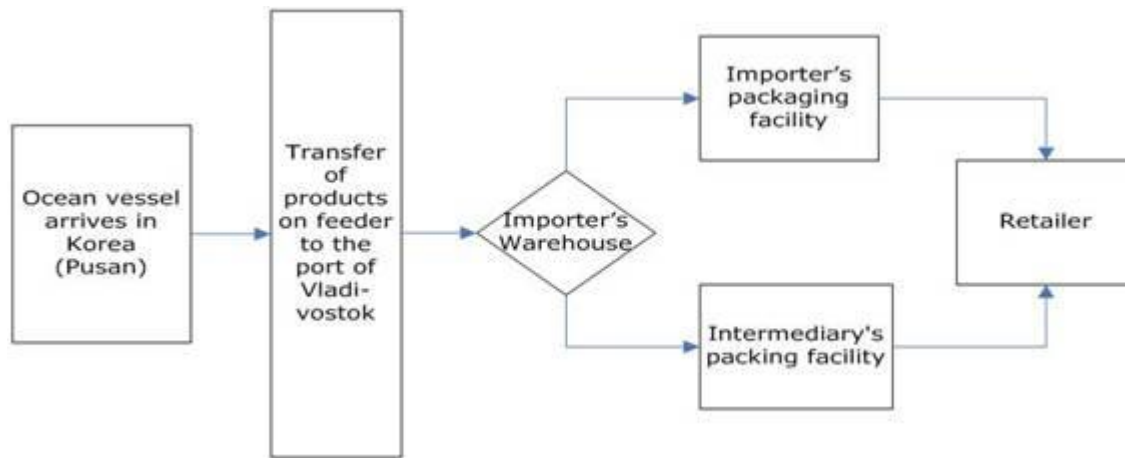 Ocean vessel
arrives in
Korea
(Pusan)
Transfer
of
products
on feeder
to the
port of
Vladi-
vostok
Importer’s
Warehouse
Importer’s
packaging
facility
Intermediary's
packing facility
Retailer